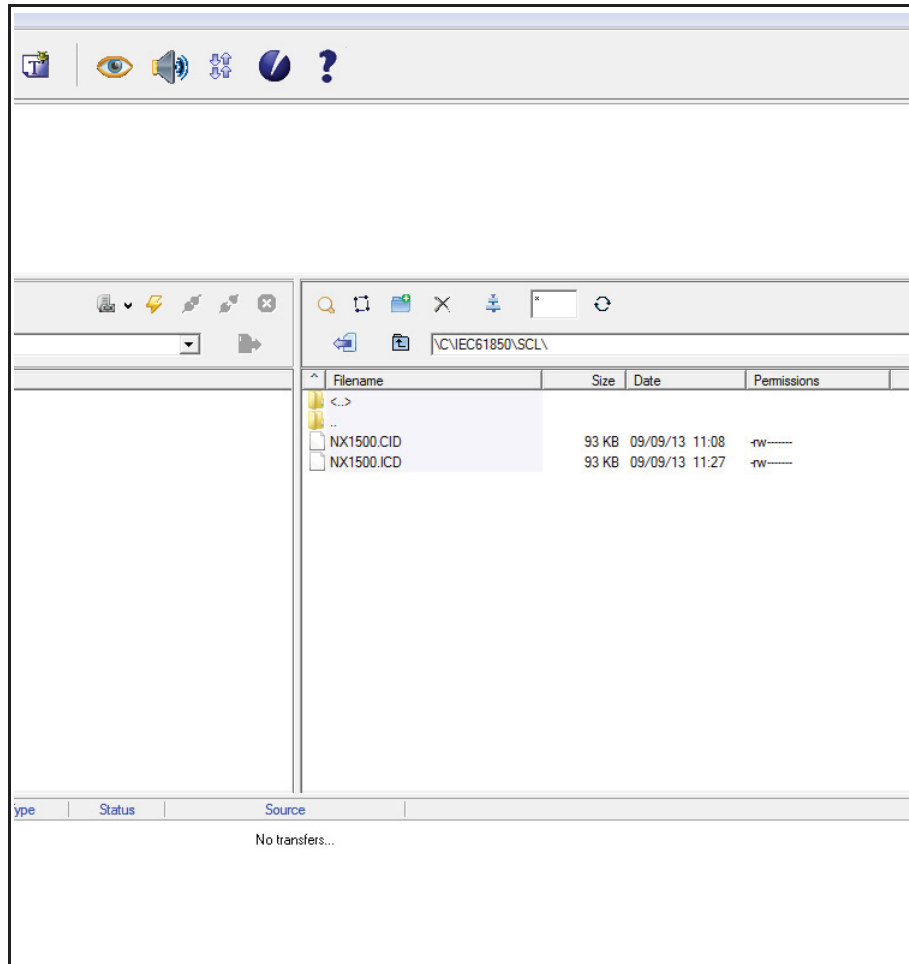 *
\C\IEC61850\SCL\
^ Filename Size Date Permissions
<..>
..
NX1500.CID 93 KB 09/09/13 11:08 -rw-------
NX1500.ICD 93 KB 09/09/13 11:27 -rw-------
ype Status Source
No transfers...